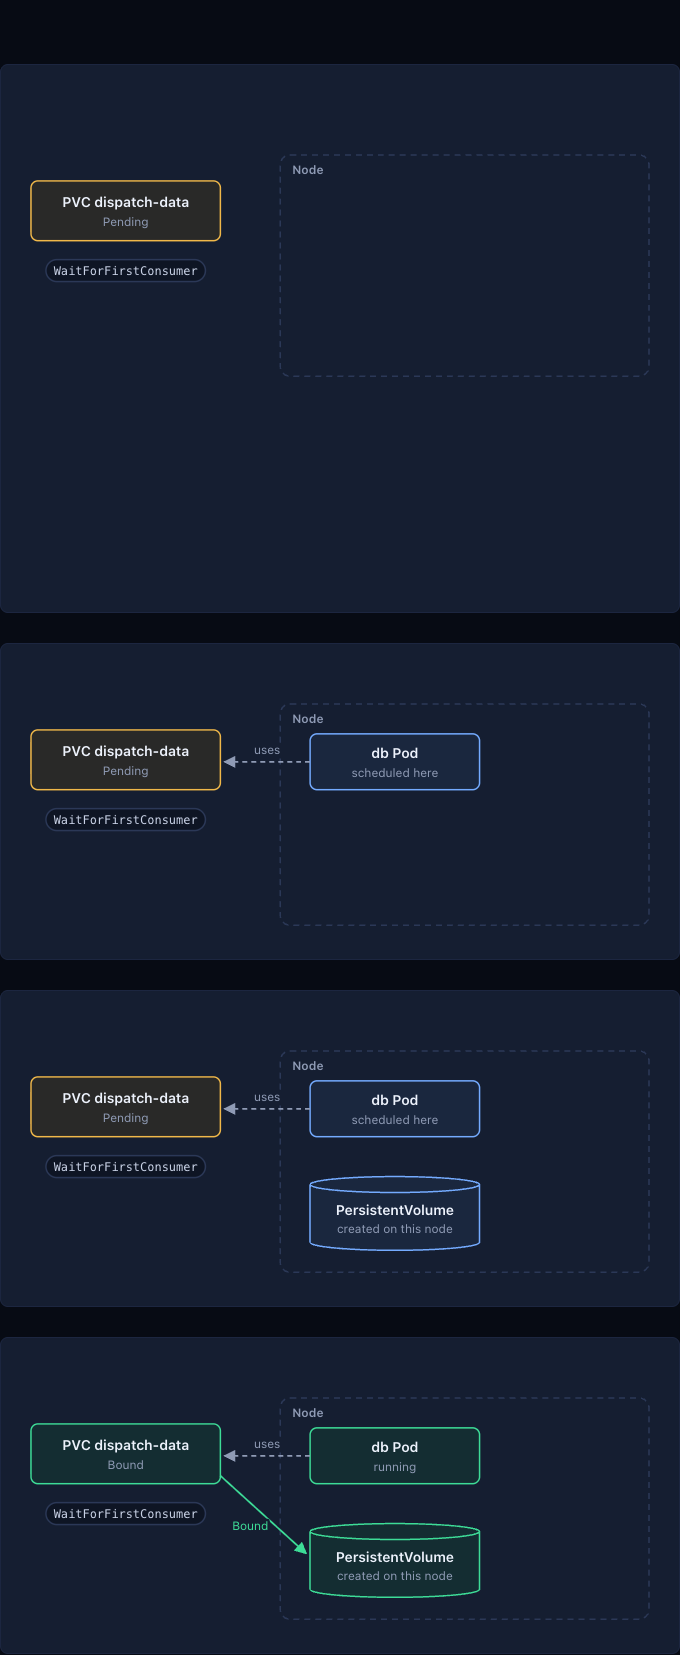 Node
PVC dispatch-data
Pending
WaitForFirstConsumer
Node
PVC dispatch-data
Pending
uses
db Pod
scheduled here
WaitForFirstConsumer
Node
PVC dispatch-data
Pending
uses
db Pod
scheduled here
WaitForFirstConsumer
PersistentVolume
created on this node
Node
PVC dispatch-data
Bound
uses
db Pod
running
WaitForFirstConsumer
Bound
PersistentVolume
created on this node